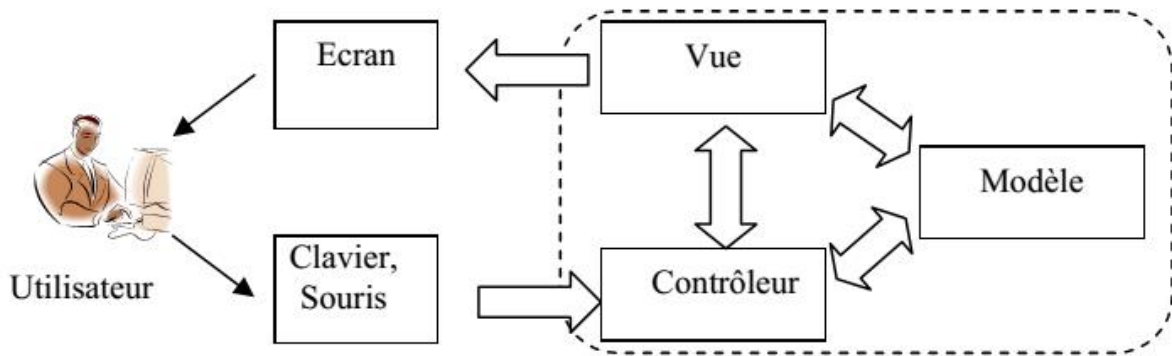 Ecran
Vue
Modèle
Utilisateur
Clavier,
Souris
Contrôleur